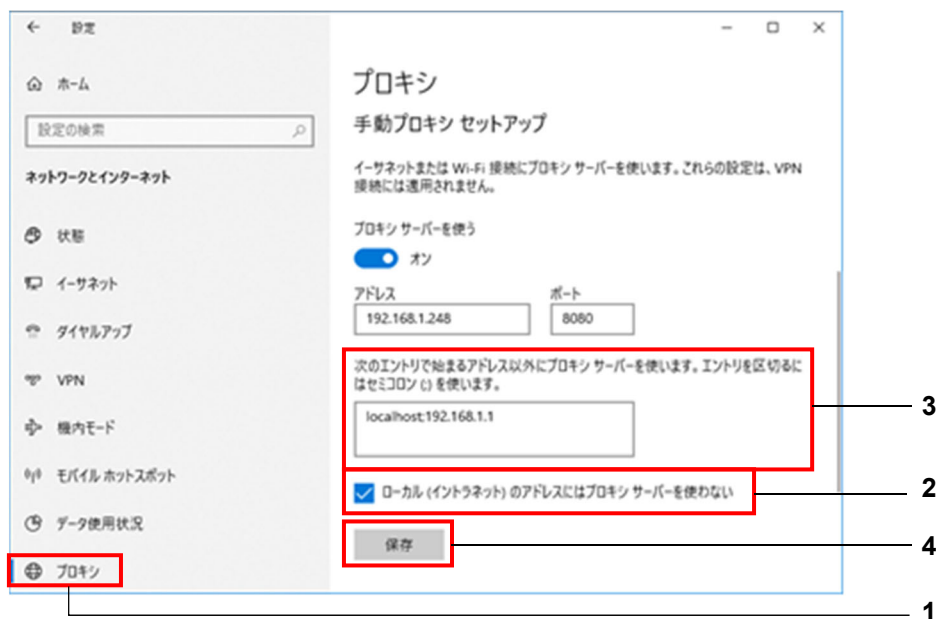 設定
ホーム
設定の検索
ネットワークとインターネット
状態
イーサネット
ダイヤルアップ
VPN
機内モード
モバイル ホットスポット
データ使用状況
プロキシ
プロキシ
手動プロキシ セットアップ
イーサネットまたは Wi-Fi 接続にプロキシ サーバーを使います。これらの設定は、VPN
接続には適用されません。
プロキシ サーバーを使う
オン
アドレス
ポート
192.168.1.248
8080
次のエントリで始まるアドレス以外にプロキシ サーバーを使います。エントリを区切るに
はセミコロン (;) を使います。
localhost;192.168.1.1
ローカル (イントラネット) のアドレスにはプロキシ サーバーを使わない
保存
3
2
4
1